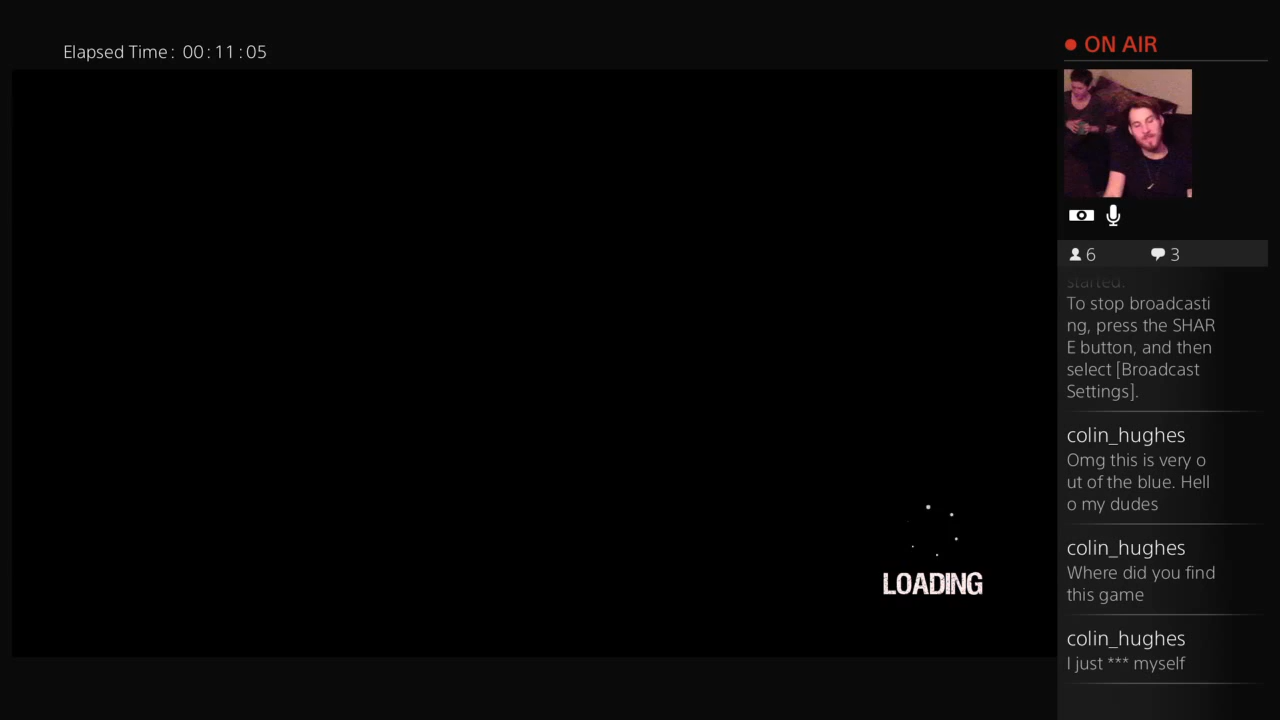 Elapsed Time: 00:11:05
ON AIR
6
3
started.
To stop broadcasti
ng, press the SHAR
E button, and then
select [Broadcast
Settings].
colin_hughes
Omg this is very o
ut of the blue. Hell
o my dudes
colin_hughes
Where did you find
this game
colin_hughes
I just *** myself
LOADING